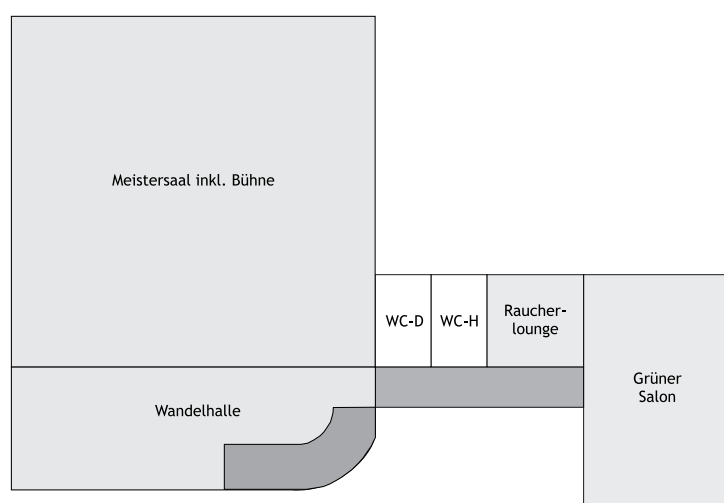 Meistersaal inkl. Bühne
WC-D
WC-H
Raucher-
lounge
Grüner
Salon
Wandelhalle